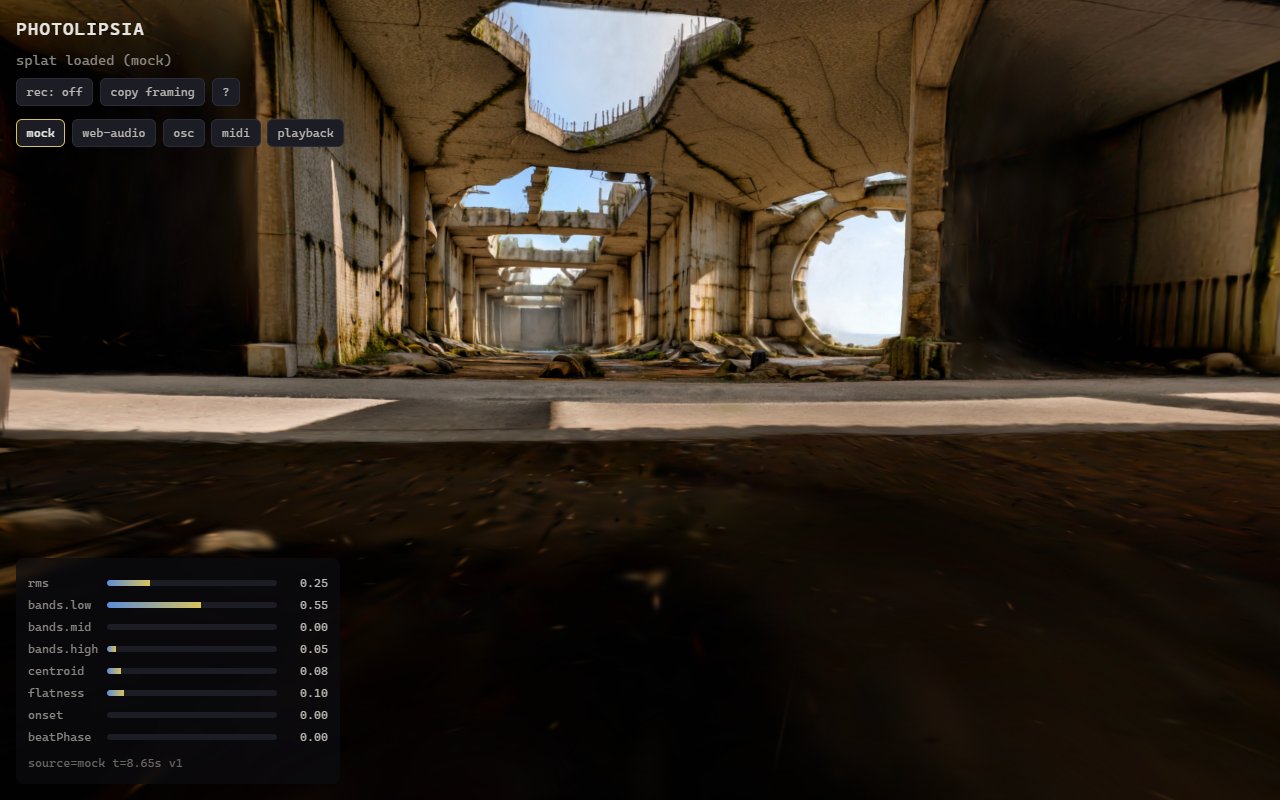 PHOTOLIPSIA
splat loaded (mock)
rec: off copy framing ?
mock web-audio osc midi playback
rms 0.25
bands.low 0.55
bands.mid 0.00
bands.high 0.05
centroid 0.08
flatness 0.10
onset 0.00
beatPhase 0.00
source=mock t=8.65s v1